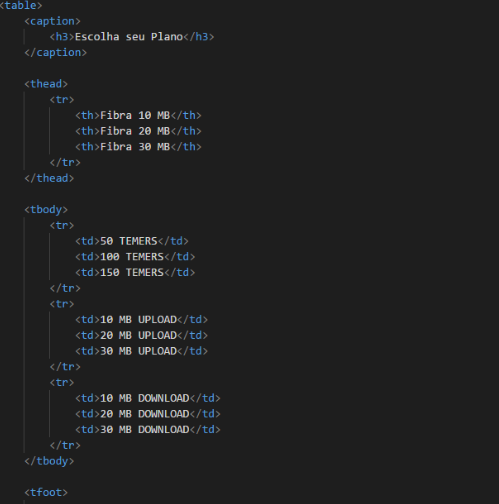 <table>
<caption>
<h3>Escolha seu Plano</h3>
</caption>
<thead>
<tr>
<th>Fibra 10 MB</th>
<th>Fibra 20 MB</th>
<th>Fibra 30 MB</th>
</tr>
</thead>
<tbody>
<tr>
<td>50 TEMERS</td>
<td>100 TEMERS</td>
<td>150 TEMERS</td>
</tr>
<tr>
<td>10 MB UPLOAD</td>
<td>20 MB UPLOAD</td>
<td>30 MB UPLOAD</td>
</tr>
<tr>
<td>10 MB DOWNLOAD</td>
<td>20 MB DOWNLOAD</td>
<td>30 MB DOWNLOAD</td>
</tr>
</tbody>
<tfoot>